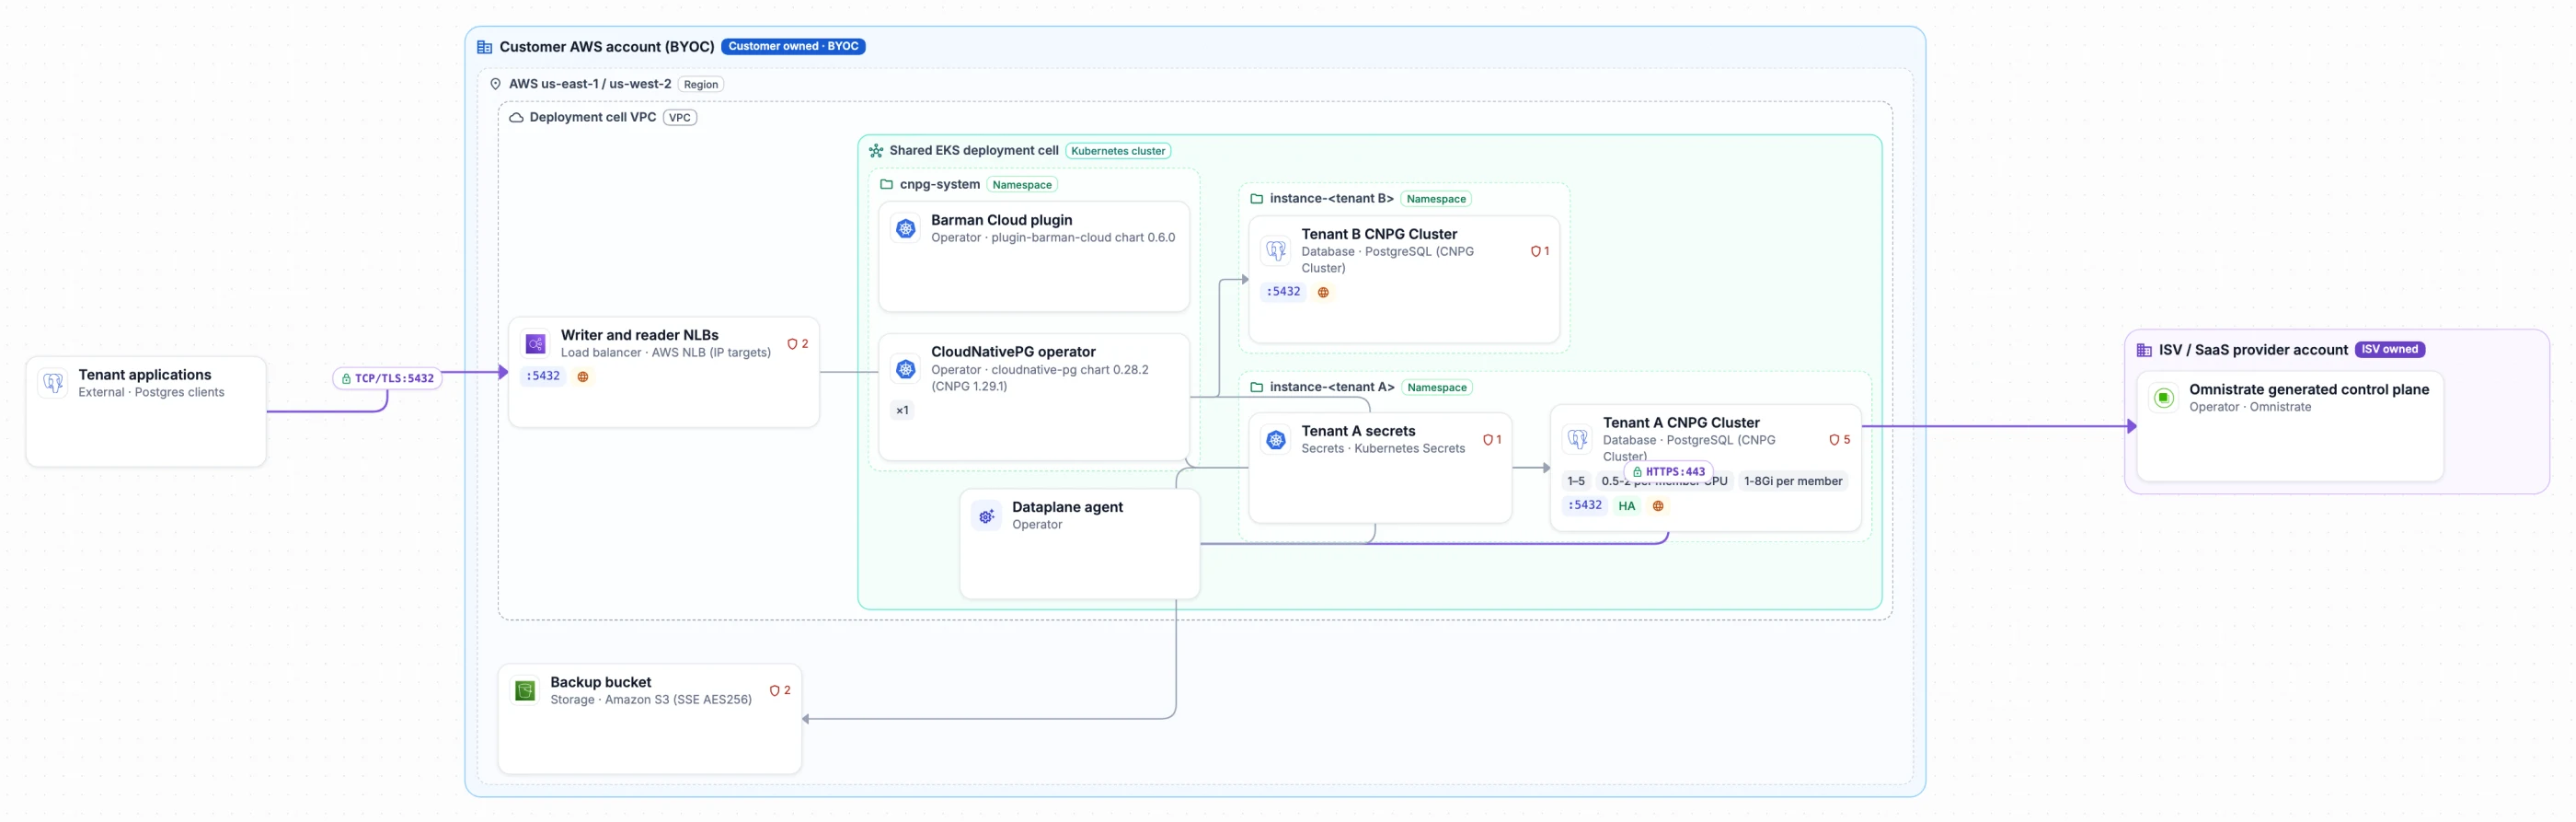 Customer AWS account (BYOC) Customer owned · BYOC
AWS us-east-1 / us-west-2 Region
Deployment cell VPC VPC
Shared EKS deployment cell Kubernetes cluster
cnpg-system Namespace
Barman Cloud plugin
Operator · plugin-barman-cloud chart 0.6.0
instance-<tenant B> Namespace
Tenant B CNPG Cluster
Database · PostgreSQL (CNPG
Cluster)
1
:5432
Writer and reader NLBs
Load balancer · AWS NLB (IP targets)
2
:5432
CloudNativePG operator
Operator · cloudnative-pg chart 0.28.2
(CNPG 1.29.1)
×1
Tenant applications
External · Postgres clients
TCP/TLS:5432
instance-<tenant A> Namespace
Tenant A secrets
Secrets · Kubernetes Secrets
1
Tenant A CNPG Cluster
Database · PostgreSQL (CNPG
Cluster)
5
HTTPS:443
1–5
0.5-2 per member CPU
1-8Gi per member
:5432
HA
Dataplane agent
Operator
ISV / SaaS provider account ISV owned
Omnistrate generated control plane
Operator · Omnistrate
Backup bucket
Storage · Amazon S3 (SSE AES256)
2